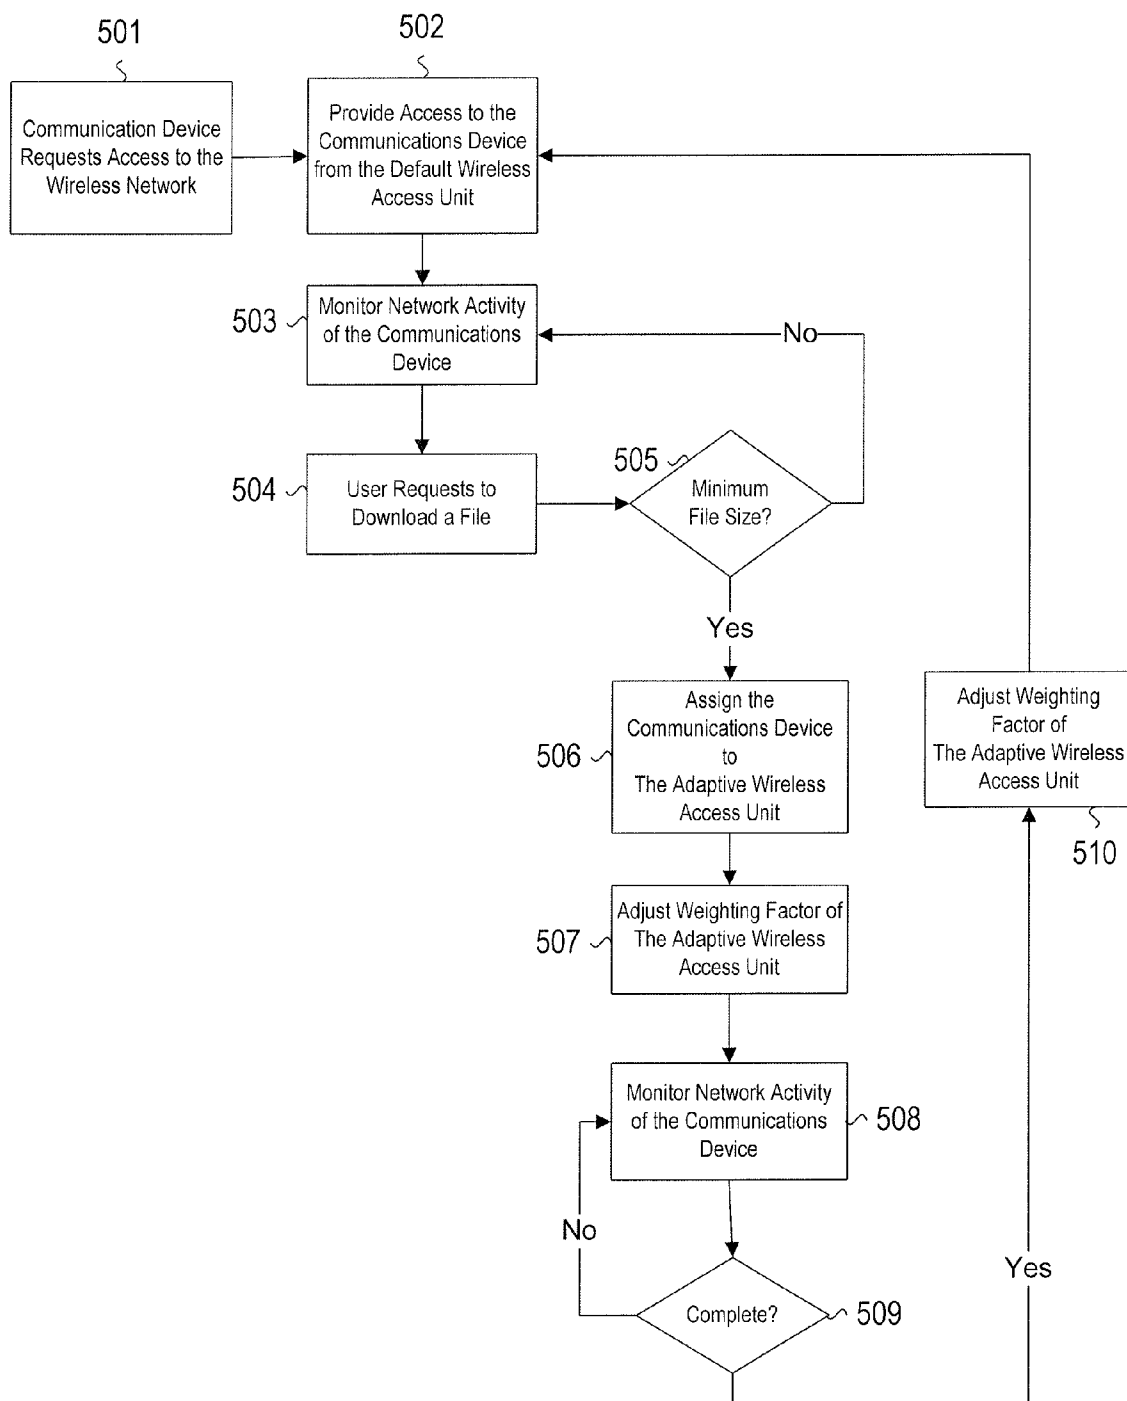 501
502
Communication Device
Requests Access to the
Wireless Network
Provide Access to the
Communications Device
from the Default Wireless
Access Unit
503
Monitor Network Activity
of the Communications
Device
No
504
User Requests to
Download a File
505
Minimum
File Size?
Yes
506
Assign the
Communications Device
to
The Adaptive Wireless
Access Unit
Adjust Weighting
Factor of
The Adaptive Wireless
Access Unit
510
507
Adjust Weighting Factor of
The Adaptive Wireless
Access Unit
Monitor Network Activity
of the Communications
Device
508
No
Yes
Complete?
509